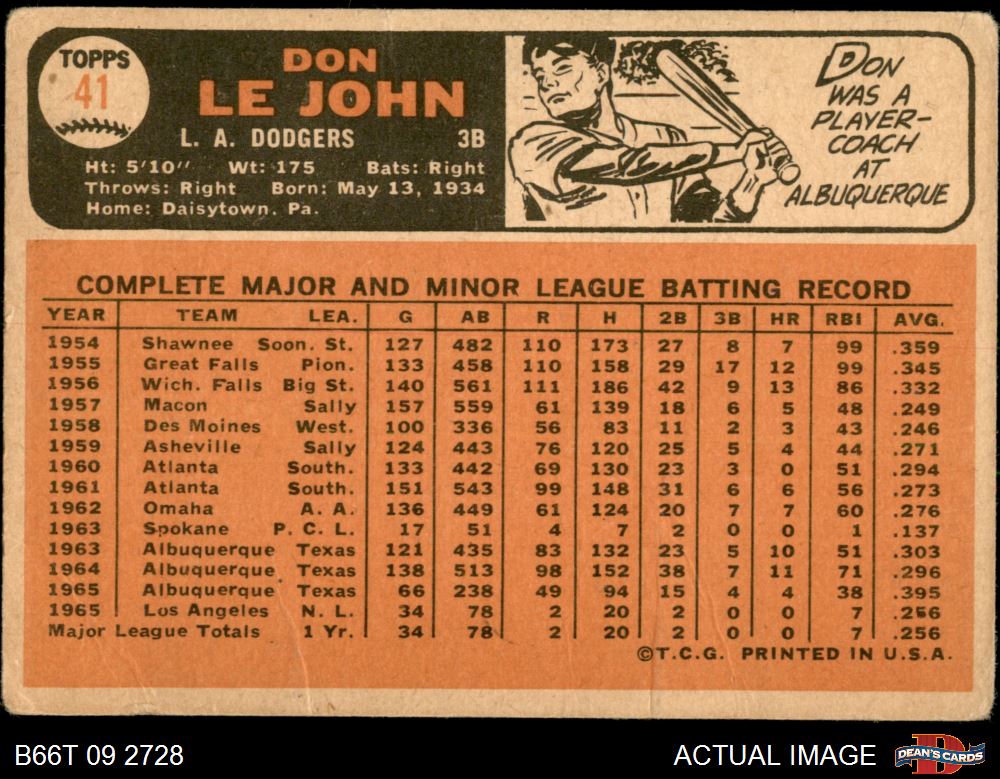 TOPPS
41
DON
LE JOHN
L. A. DODGERS 3B
Ht: 5'10" Wt: 175 Bats: Right
Throws: Right Born: May 13, 1934
Home: Daisytown, Pa.
DON
WAS A
PLAYER-
COACH
AT
ALBUQUERQUE
COMPLETE MAJOR AND MINOR LEAGUE BATTING RECORD
YEAR TEAM LEA. G AB R H 2B 3B HR RBI AVG.
1954 Shawnee Soon. St. 127 482 110 173 27 8 7 99 .359
1955 Great Falls Pion. 133 458 110 158 29 17 12 99 .345
1956 Wich. Falls Big St. 140 561 111 186 42 9 13 86 .332
1957 Macon Sally 157 559 61 139 18 6 5 48 .249
1958 Des Moines West. 100 336 56 83 11 2 3 43 .246
1959 Asheville Sally 124 443 76 120 25 5 4 44 .271
1960 Atlanta South. 133 442 69 130 23 3 0 51 .294
1961 Atlanta South. 151 543 99 148 31 6 6 56 .273
1962 Omaha A. A. 136 449 61 124 20 7 7 60 .276
1963 Spokane P. C. L. 17 51 4 7 2 0 0 1 .137
1963 Albuquerque Texas 121 435 83 132 23 5 10 51 .303
1964 Albuquerque Texas 138 513 98 152 38 7 11 71 .296
1965 Albuquerque Texas 66 238 49 94 15 4 4 38 .395
1965 Los Angeles N. L. 34 78 2 20 2 0 0 7 .256
Major League Totals 1 Yr. 34 78 2 20 2 0 0 7 .256
©T.C.G. PRINTED IN U.S.A.
B66T 09 2728 ACTUAL IMAGE DEAN'S CARDS